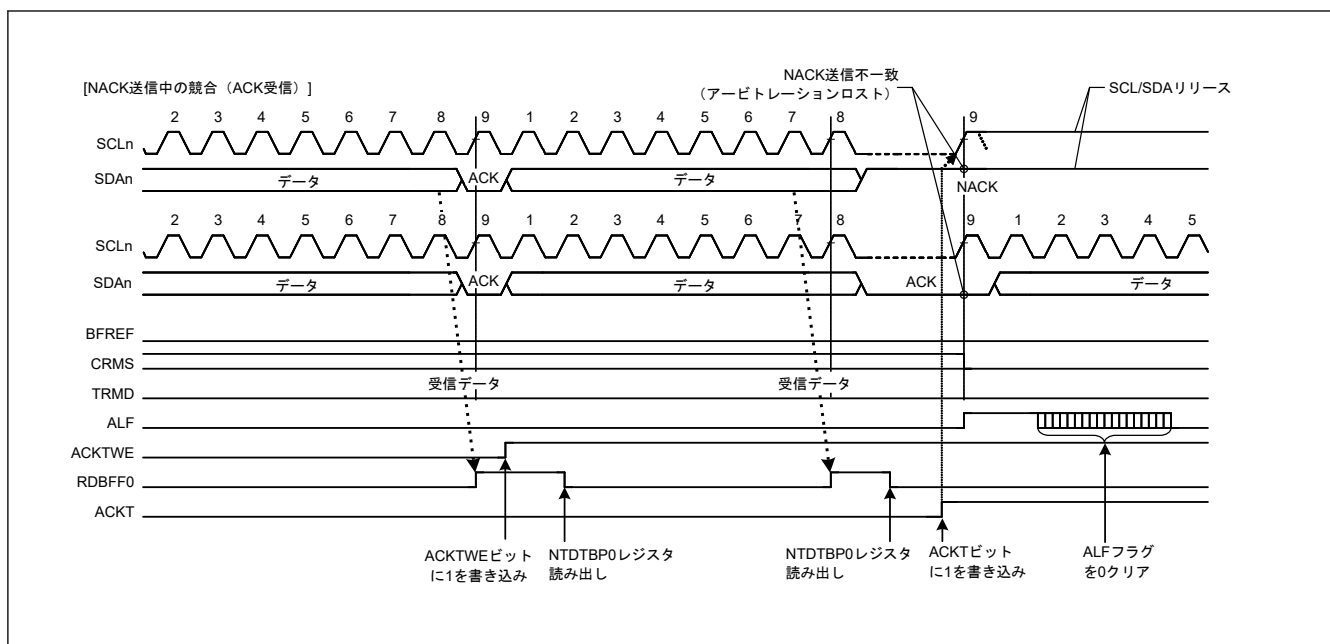 [NACK送信中の競合（ACK受信）]
NACK送信不一致
（アービトレーションロスト）
SCL/SDAリリース
2 3 4 5 6 7 8 9 1 2 3 4 5 6 7 8 9
SCLn
SDAn
データ ACK データ NACK
2 3 4 5 6 7 8 9 1 2 3 4 5 6 7 8 9 1 2 3 4 5
SCLn
SDAn
データ ACK データ ACK データ
BFREF
CRMS
受信データ 受信データ
TRMD
ALF
ACKTWE
RDBFF0
ACKT
ACKTWEビット
に1を書き込み
NTDTBP0レジスタ
読み出し
NTDTBP0レジスタ
読み出し
ACKTビット
に1を書き込み
ALFフラグ
を0クリア